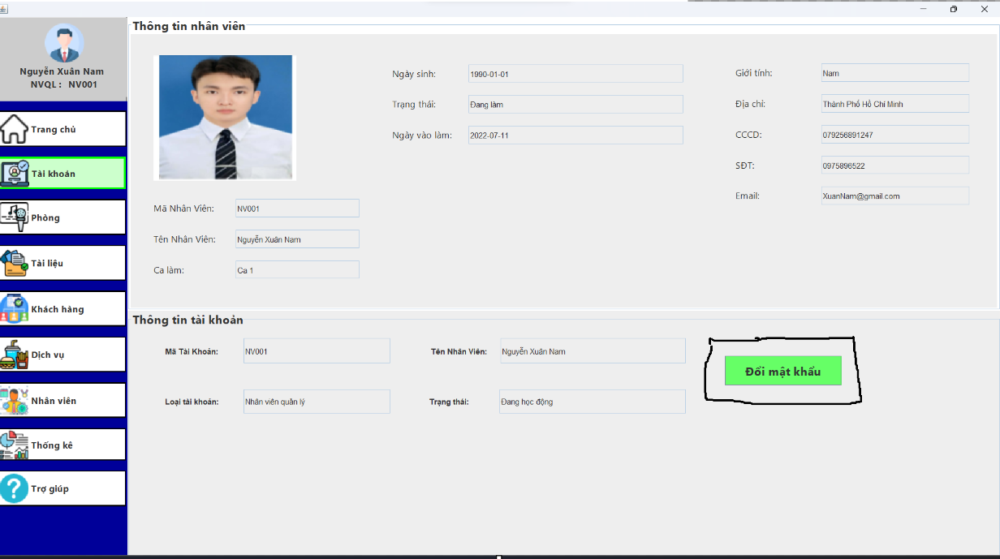 Nguyễn Xuân Nam
NVQL : NV001
Trang chủ
Tài khoản
Phòng
Tài liệu
Khách hàng
Dịch vụ
Nhân viên
Thống kê
Trợ giúp
Thông tin nhân viên
Mã Nhân Viên: NV001
Tên Nhân Viên: Nguyễn Xuân Nam
Ca làm: Ca 1
Ngày sinh: 1990-01-01
Trạng thái: Đang làm
Ngày vào làm: 2022-07-11
Giới tính: Nam
Địa chỉ: Thành Phố Hồ Chí Minh
CCCD: 079256891247
SĐT: 0975896522
Email: XuanNam@gmail.com
Thông tin tài khoản
Mã Tài Khoản: NV001
Tên Nhân Viên: Nguyễn Xuân Nam
Loại tài khoản: Nhân viên quản lý
Trạng thái: Đang học động
Đổi mật khẩu